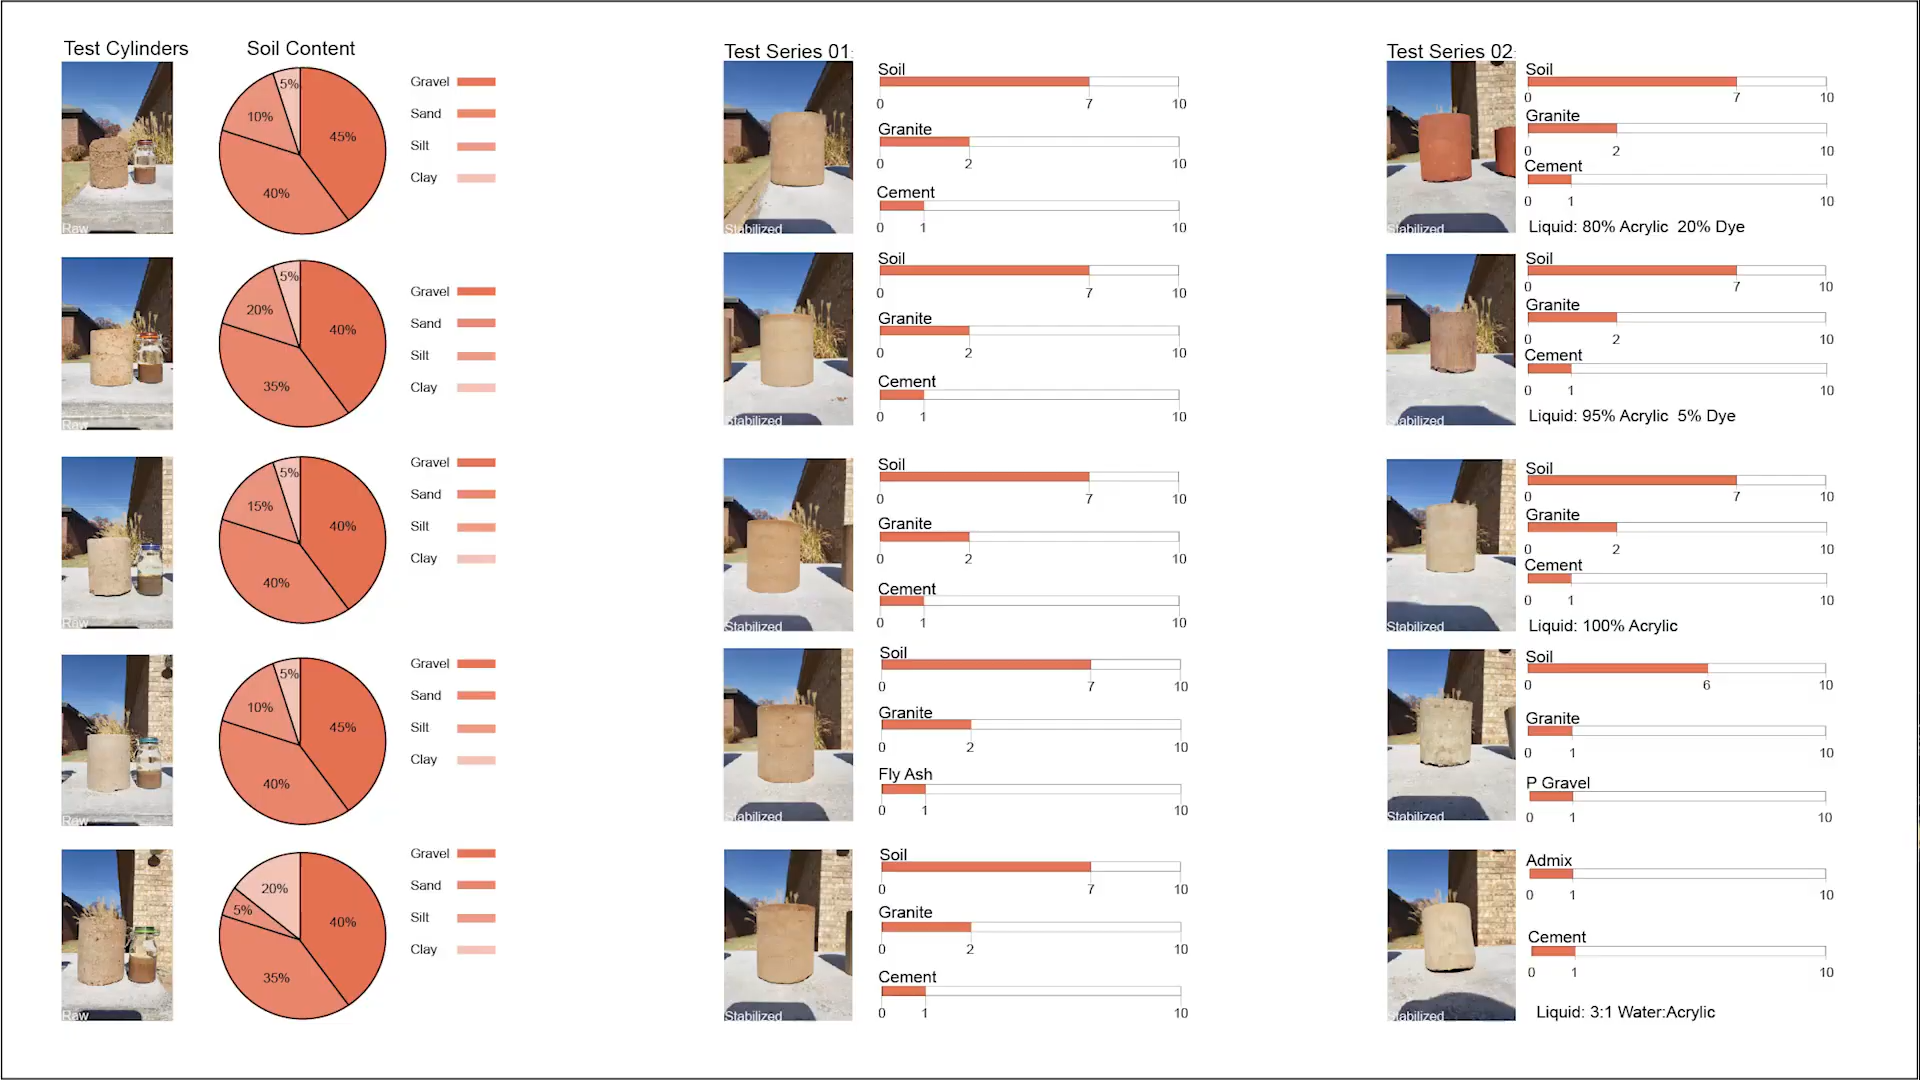 Test Cylinders
Soil Content
5%
45%
10%
40%
Gravel
Sand
Silt
Clay
Raw
5%
40%
20%
35%
Gravel
Sand
Silt
Clay
Raw
5%
40%
15%
40%
Gravel
Sand
Silt
Clay
Raw
5%
45%
10%
40%
Gravel
Sand
Silt
Clay
Raw
20%
40%
5%
35%
Gravel
Sand
Silt
Clay
Raw
Test Series 01:
Soil
0 7 10
Granite
0 2 10
Cement
0 1 10
Stabilized
Soil
0 7 10
Granite
0 2 10
Cement
0 1 10
Stabilized
Soil
0 7 10
Granite
0 2 10
Cement
0 1 10
Stabilized
Soil
0 7 10
Granite
0 2 10
Fly Ash
0 1 10
Stabilized
Soil
0 7 10
Granite
0 2 10
Cement
0 1 10
Stabilized
Test Series 02:
Soil
0 7 10
Granite
0 2 10
Cement
0 1 10
Liquid: 80% Acrylic 20% Dye
Stabilized
Soil
0 7 10
Granite
0 2 10
Cement
0 1 10
Liquid: 95% Acrylic 5% Dye
Stabilized
Soil
0 7 10
Granite
0 2 10
Cement
0 1 10
Liquid: 100% Acrylic
Stabilized
Soil
0 6 10
Granite
0 1 10
P Gravel
0 1 10
Stabilized
Admix
0 1 10
Cement
0 1 10
Liquid: 3:1 Water:Acrylic
Stabilized